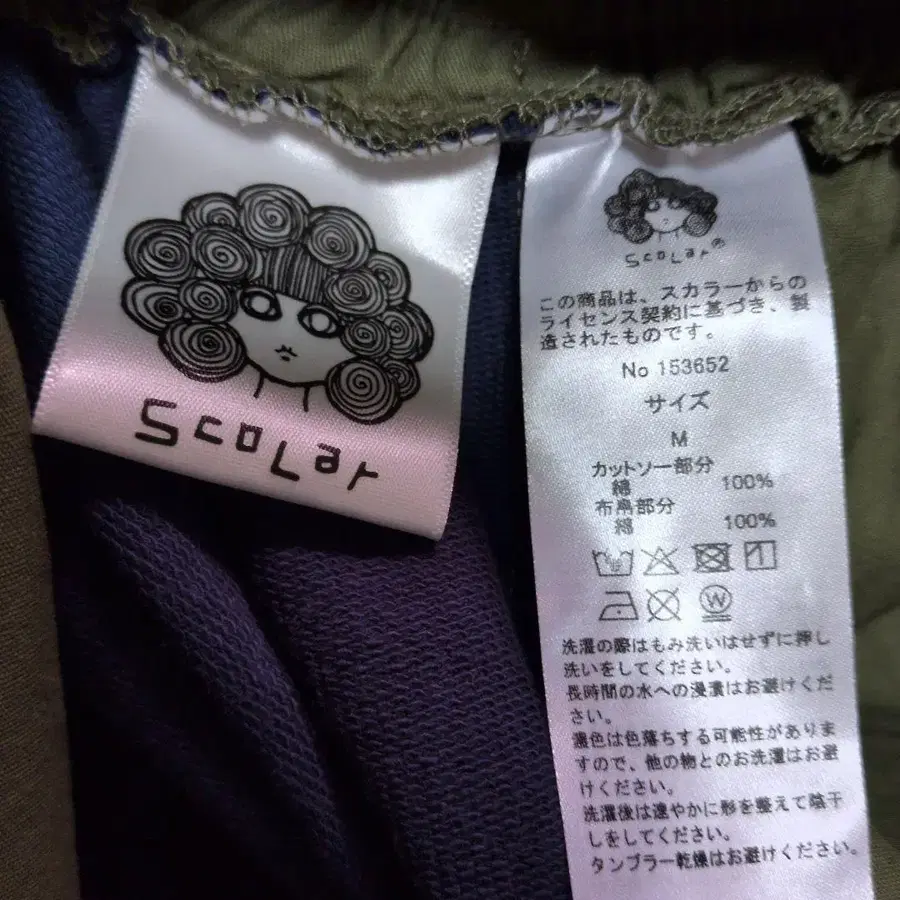 ScoLar
ScoLar®
この商品は、スカラーからの
ライセンス契約に基づき、製
造されたものです。
No 153652
サイズ
M
カットソー部分
綿 100%
布帛部分
綿 100%
W
洗濯の際はもみ洗いはせずに押し
洗いをしてください。
長時間の水への浸漬はお避けくだ
さい。
濃色は色落ちする可能性がありま
すので、他の物とのお洗濯はお避
けください。
洗濯後は速やかに形を整えて陰干
しをしてください。
タンブラー乾燥はお避けください。